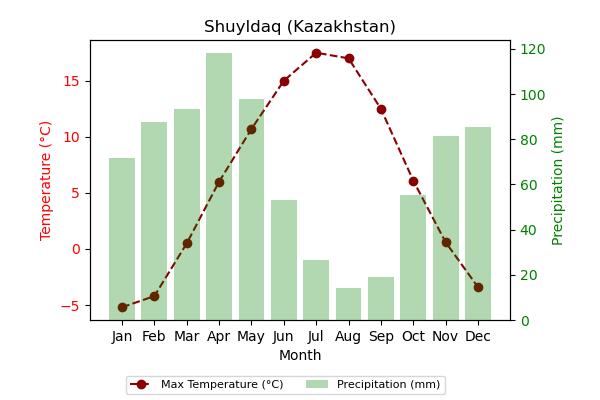 Shuyldaq (Kazakhstan)
Temperature (°C)
15
10
5
0
−5
120
100
80
60
40
20
0
Precipitation (mm)
Jan Feb Mar Apr May Jun Jul Aug Sep Oct Nov Dec
Month
Max Temperature (°C) Precipitation (mm)